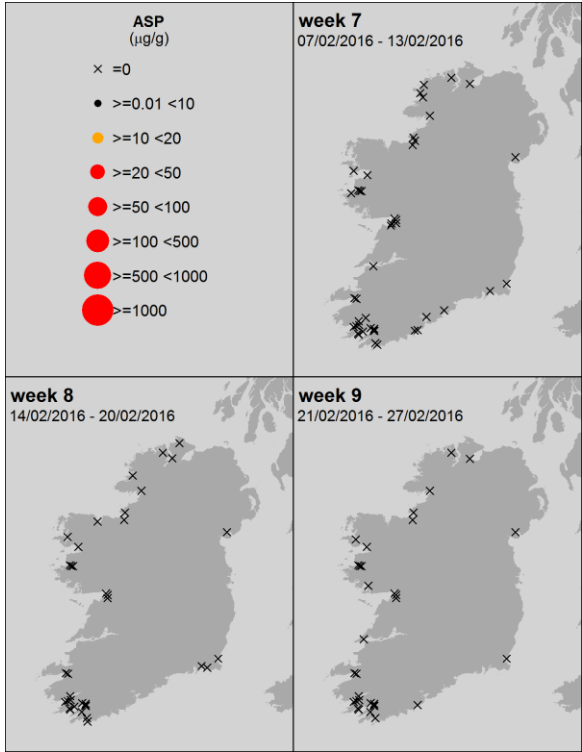 ASP
(µg/g)
=0
>=0.01 <10
>=10 <20
>=20 <50
>=50 <100
>=100 <500
>=500 <1000
>=1000
week 7
07/02/2016 - 13/02/2016
week 8
14/02/2016 - 20/02/2016
week 9
21/02/2016 - 27/02/2016